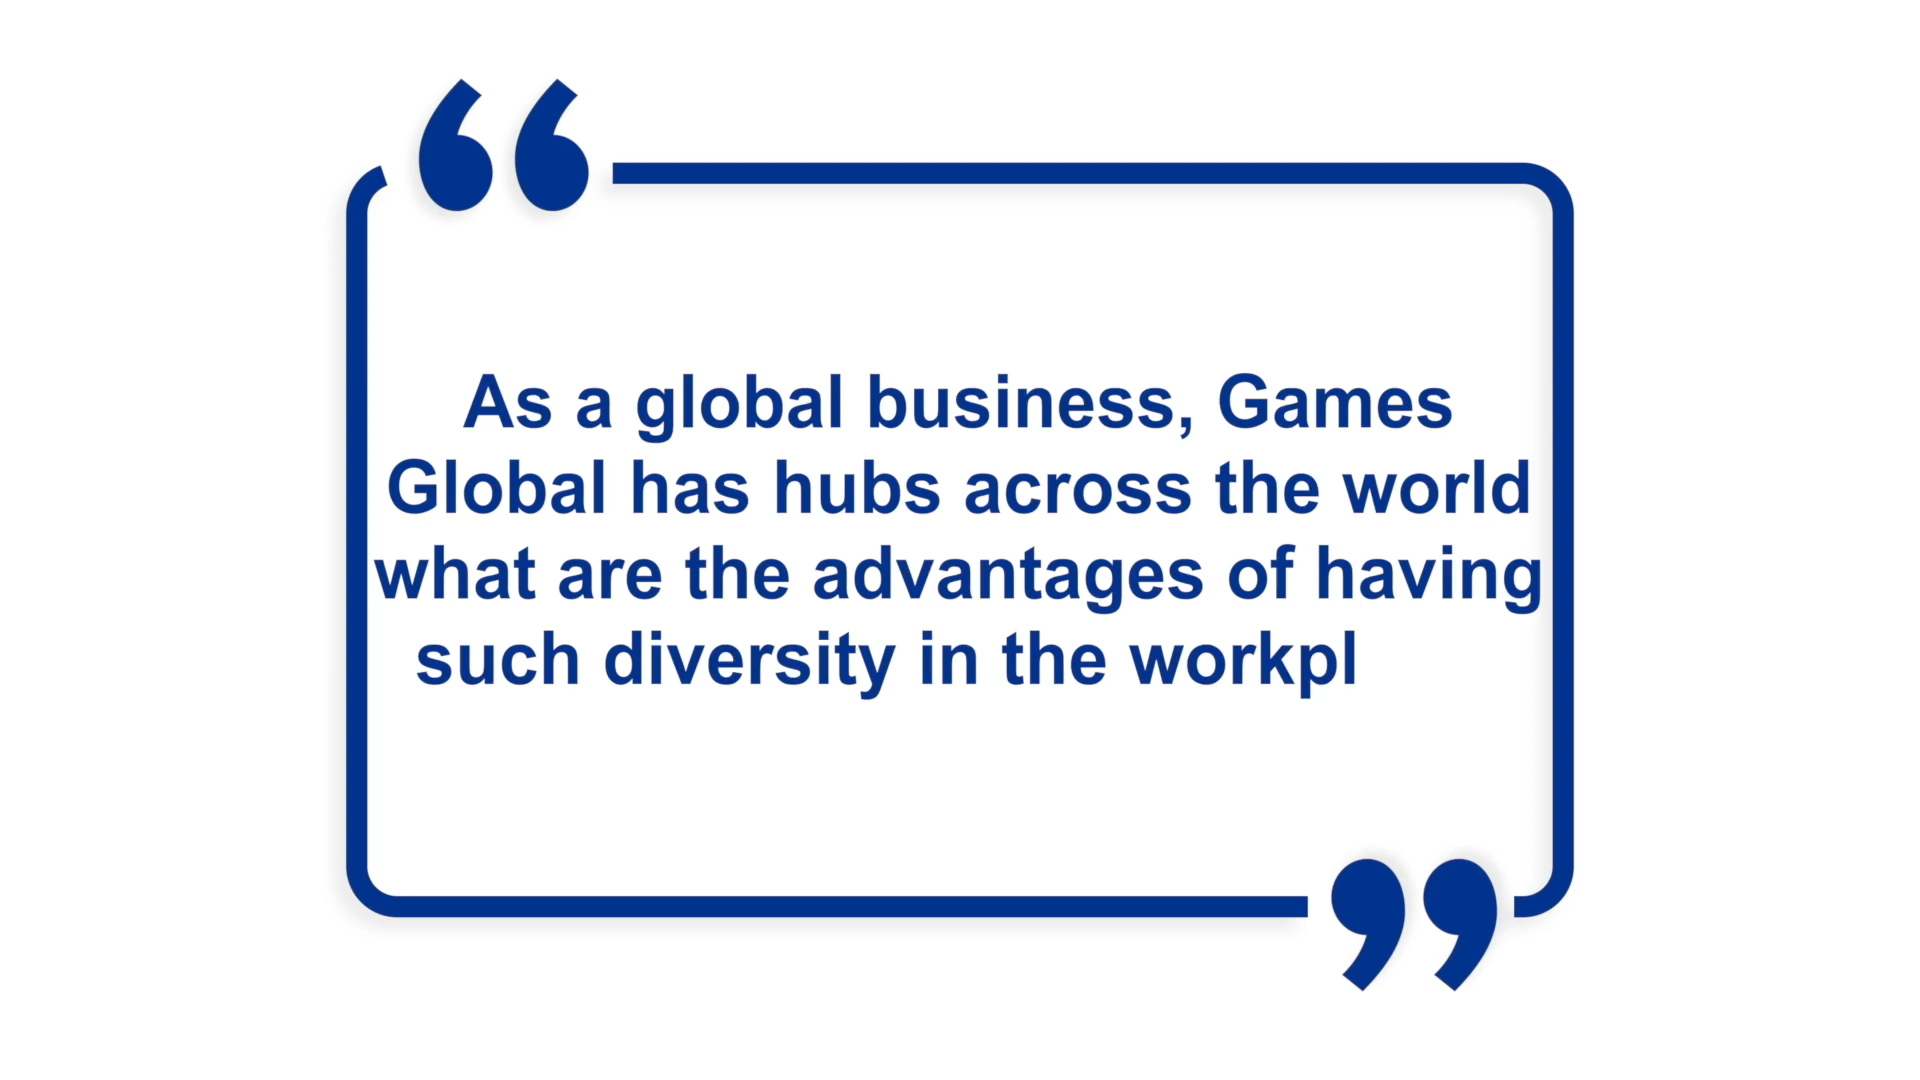 As a global business, Games
Global has hubs across the world
what are the advantages of having
such diversity in the workpl